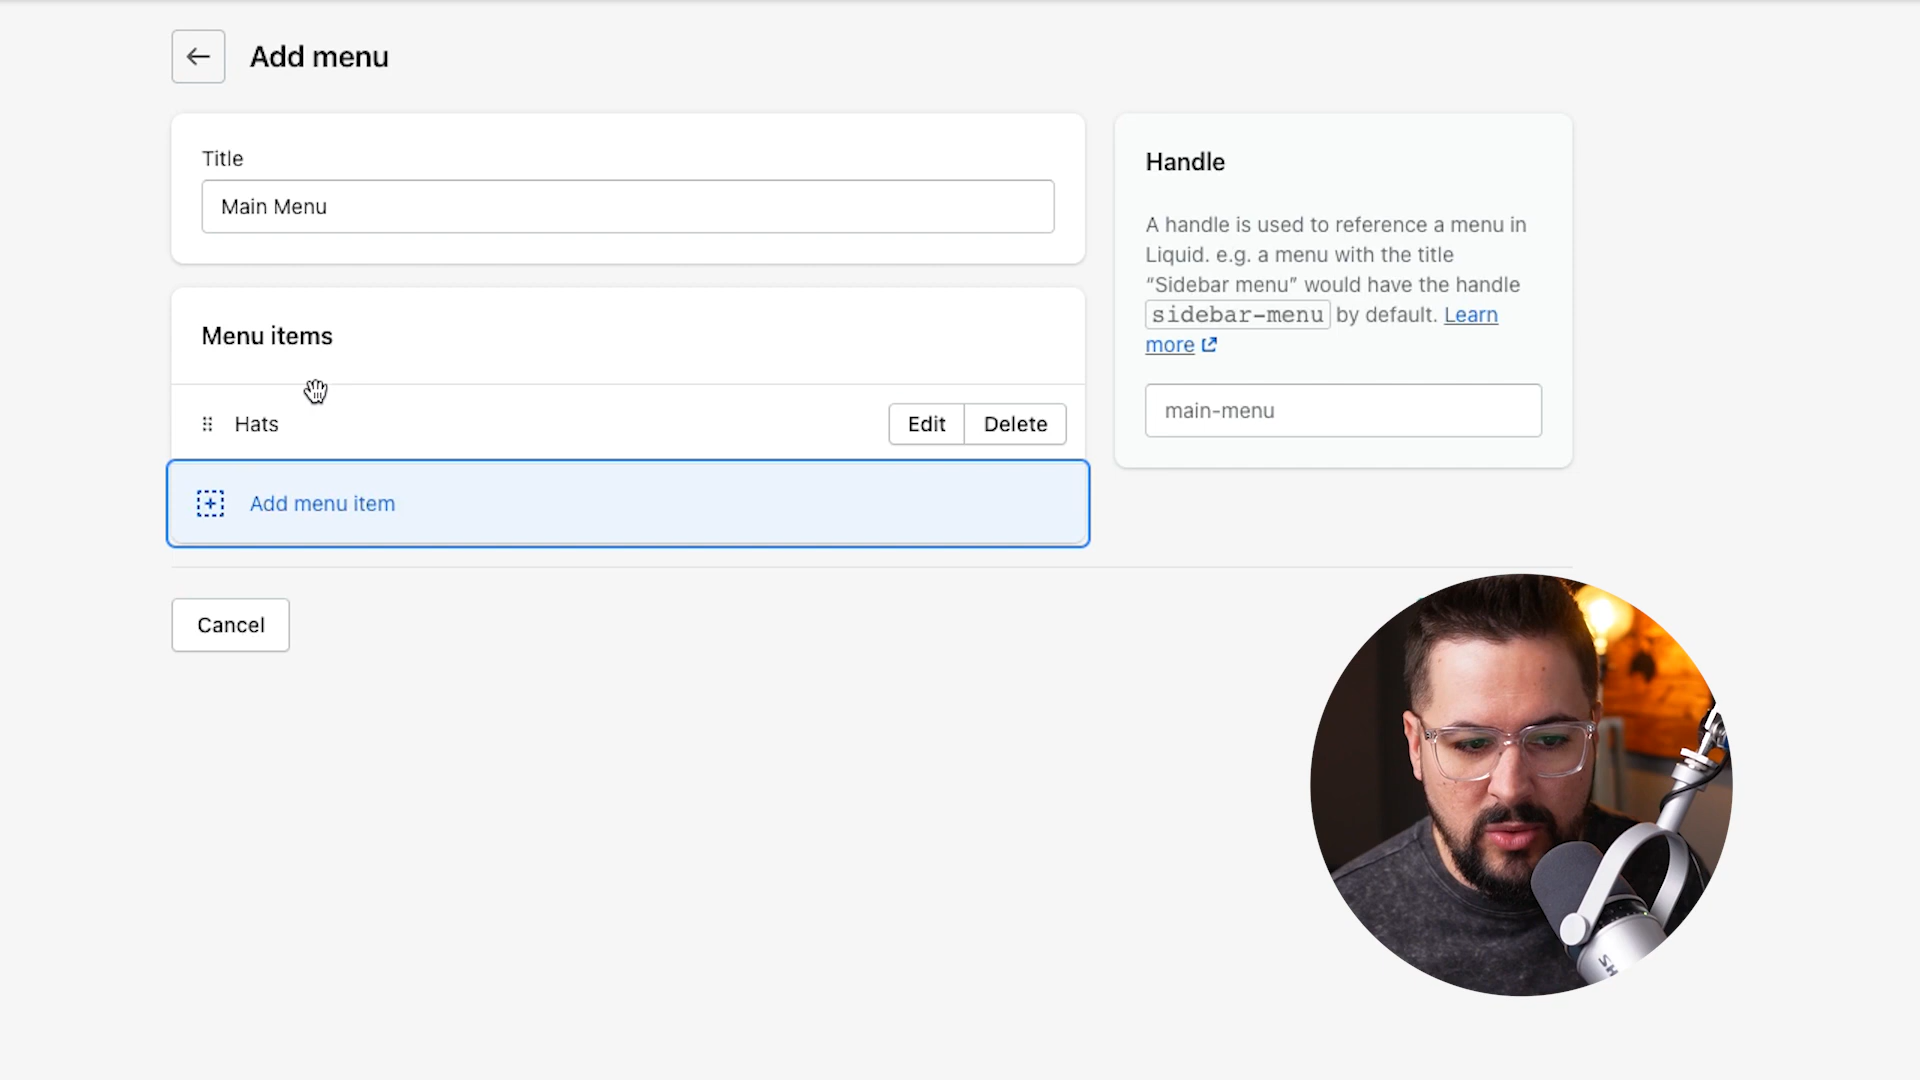 Add menu
Title
Main Menu
Menu items
Hats
Edit
Delete
Add menu item
Cancel
Handle
A handle is used to reference a menu in
Liquid. e.g. a menu with the title
“Sidebar menu” would have the handle
sidebar-menu by default. Learn
more
main-menu